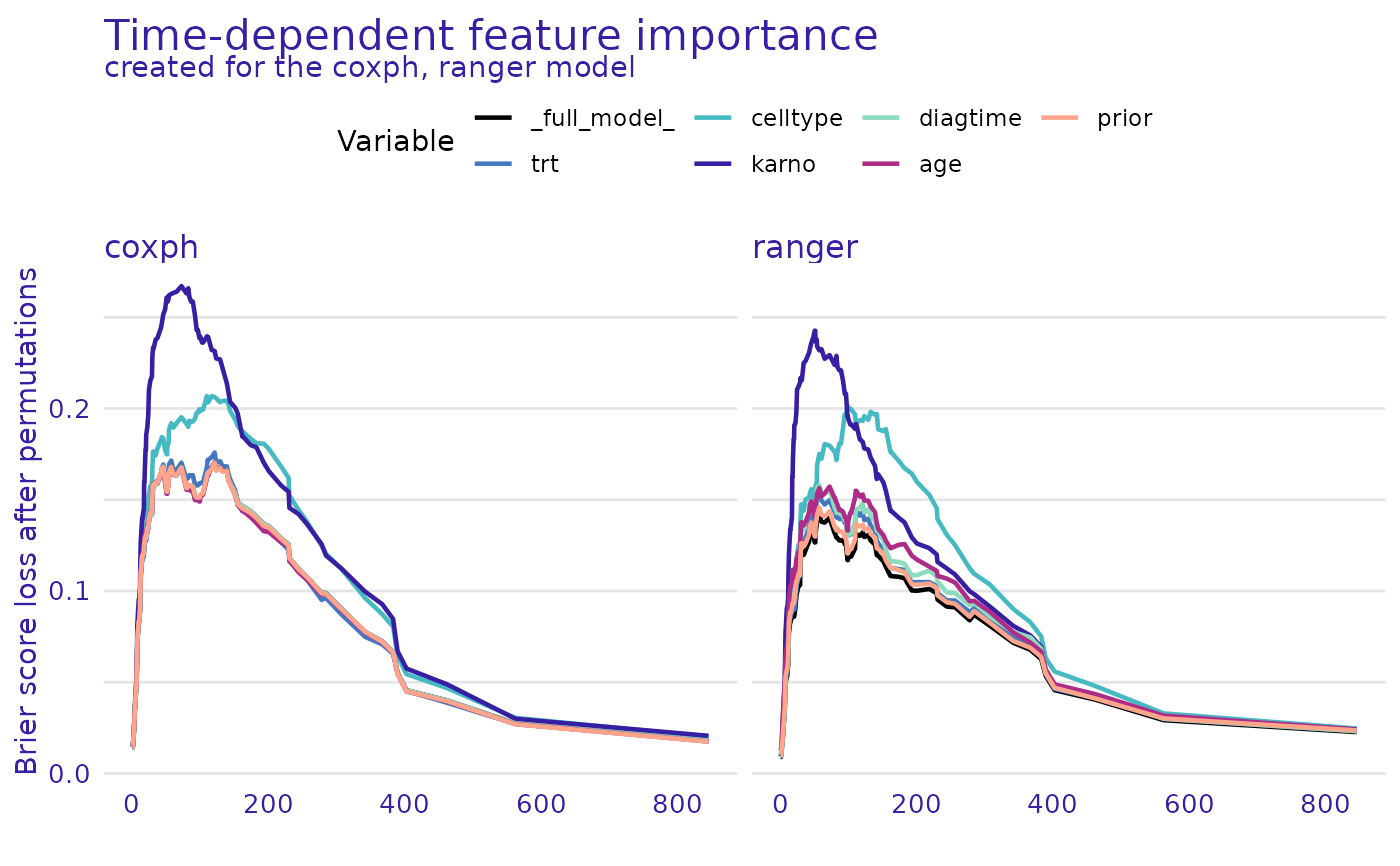 Time-dependent feature importance
created for the coxph, ranger model
Variable
_full_model_ celltype diagtime prior
trt karno age
coxph ranger
Brier score loss after permutations
0.2
0.1
0.0
0 200 400 600 800 0 200 400 600 800